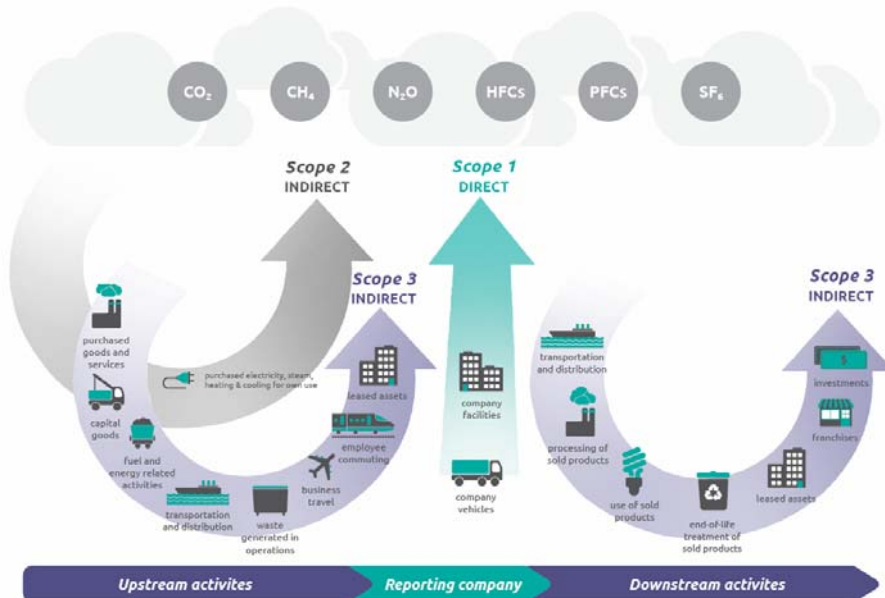 CO₂
CH₄
N₂O
HFCs
PFCs
SF₆
Scope 2
INDIRECT
Scope 1
DIRECT
Scope 3
INDIRECT
Scope 3
INDIRECT
purchased
goods and
services
capital
goods
fuel and
energy related
activities
purchased electricity, steam,
heating & cooling for own use
transportation
and distribution
waste
generated in
operations
business
travel
employee
commuting
leased assets
company
facilities
company
vehicles
transportation
and distribution
processing of
sold products
use of sold
products
end-of-life
treatment of
sold products
leased assets
franchises
investments
$
Upstream activites
Reporting company
Downstream activites